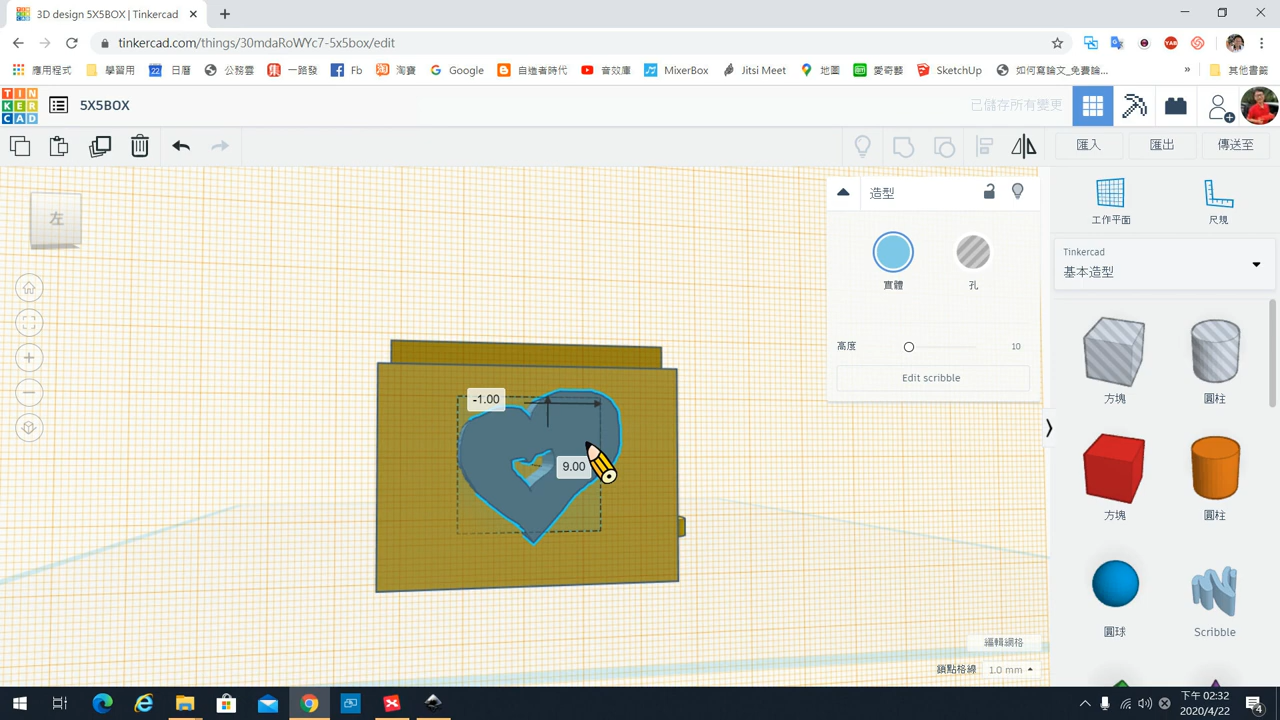 3D design 5X5BOX | Tinkercad
tinkercad.com/things/30mdaRoWYc7-5x5box/edit
應用程式 學習用 22 日曆 公務雲 集 一路發 Fb 淘寶 Google 自造者時代 音效庫 MixerBox Jitsi Meet 地圖 愛奇藝 SketchUp 如何寫論文_免費論... » 其他書籤
TIN
KER
CAD
5X5BOX
已儲存所有變更
匯入 匯出 傳送至
左
造型
實體 孔
高度 10
Edit scribble
工作平面 尺規
Tinkercad
基本造型
方塊 圓柱
方塊 圓柱
圓球 Scribble
-1.00
9.00
編輯網格
鎖點格線 1.0 mm
下午 02:32
2020/4/22
4